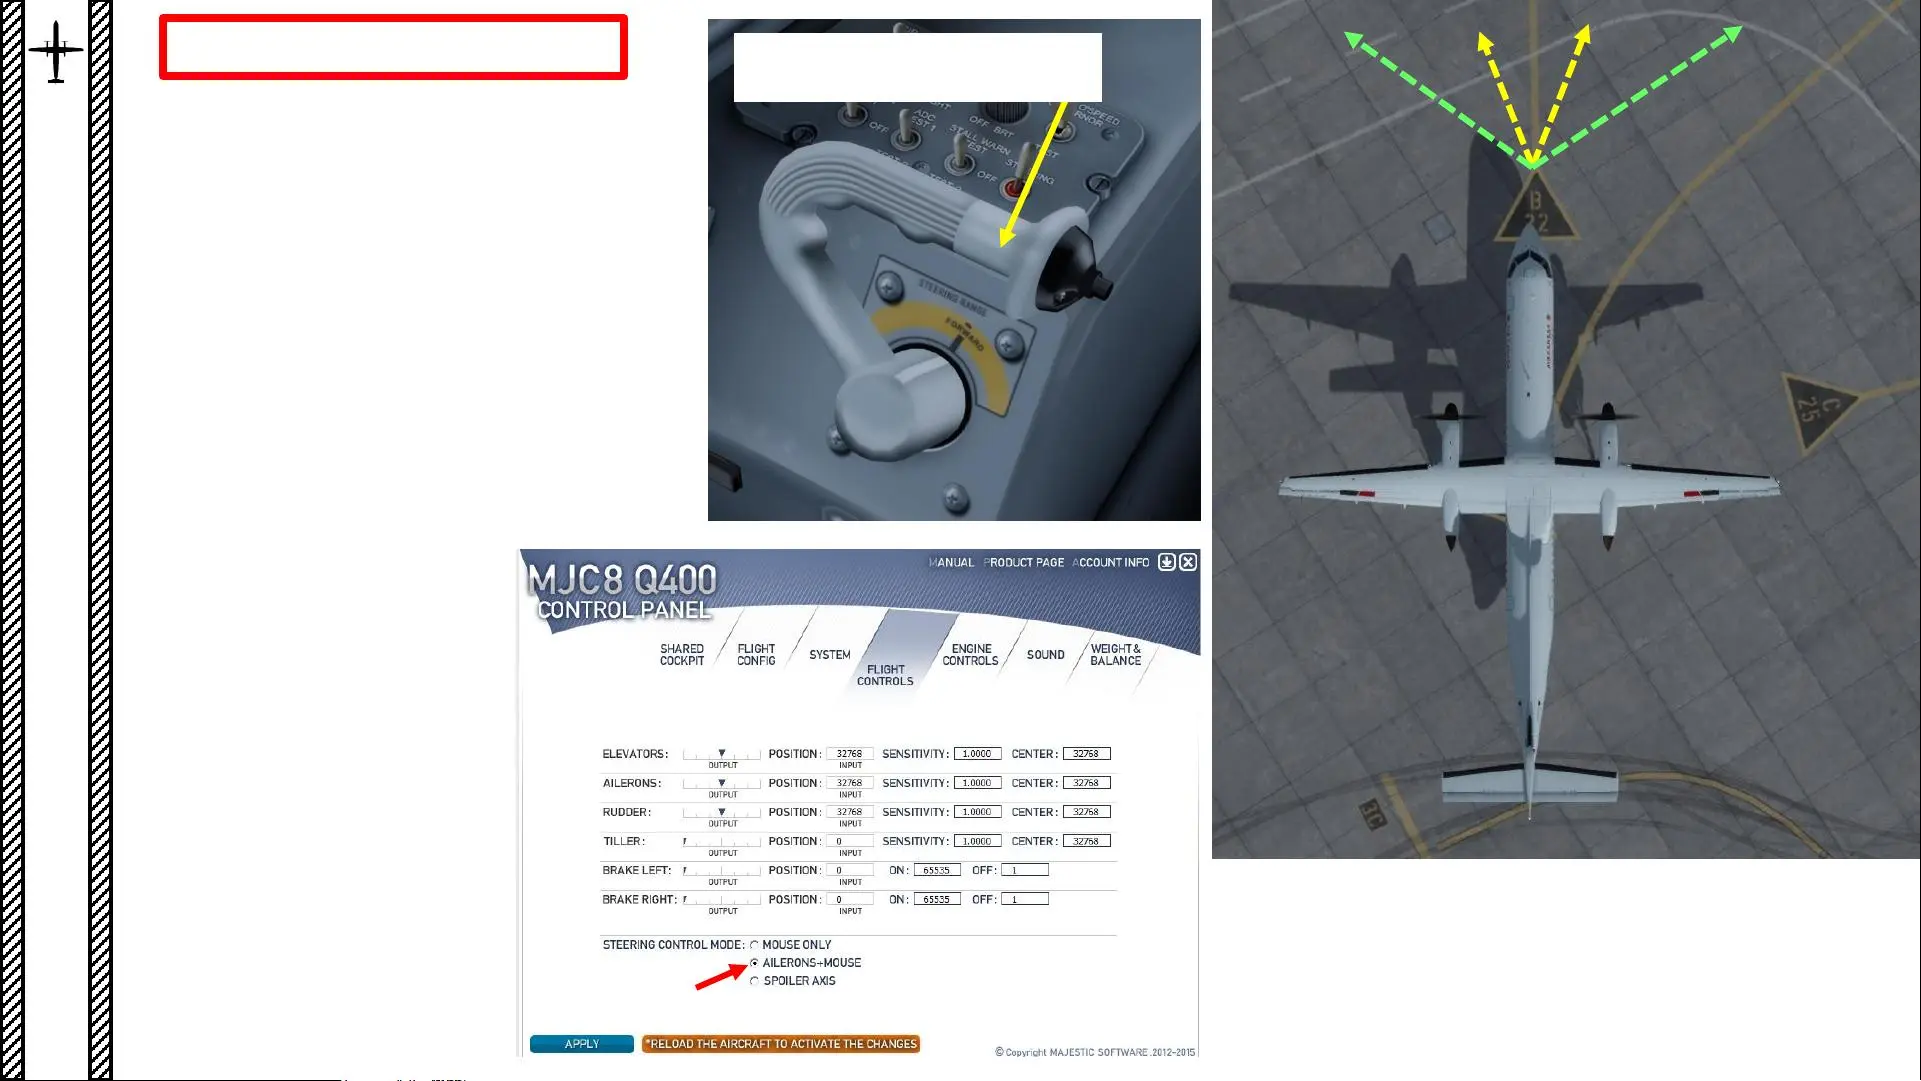 OFF
ADC
TEST 1
STALL WARN
TEST
OFF
BRT
OFF
STEERING RANGE
FORWARD
B
22
C
25
3C
MJC8 Q400
CONTROL PANEL
MANUAL PRODUCT PAGE ACCOUNT INFO
SHARED
COCKPIT
FLIGHT
CONFIG
SYSTEM
FLIGHT
CONTROLS
ENGINE
CONTROLS
SOUND
WEIGHT &
BALANCE
ELEVATORS: POSITION: 32768 SENSITIVITY: 1.0000 CENTER: 32768
OUTPUT INPUT
AILERONS: POSITION: 32768 SENSITIVITY: 1.0000 CENTER: 32768
OUTPUT INPUT
RUDDER: POSITION: 32768 SENSITIVITY: 1.0000 CENTER: 32768
OUTPUT INPUT
TILLER: POSITION: 0 SENSITIVITY: 1.0000 CENTER: 32768
OUTPUT INPUT
BRAKE LEFT: POSITION: 0 ON: 65535 OFF: 1
OUTPUT INPUT
BRAKE RIGHT: POSITION: 0 ON: 65535 OFF: 1
OUTPUT INPUT
STEERING CONTROL MODE: MOUSE ONLY
AILERONS+MOUSE
SPOILER AXIS
APPLY *RELOAD THE AIRCRAFT TO ACTIVATE THE CHANGES
© Copyright MAJESTIC SOFTWARE .2012-2015